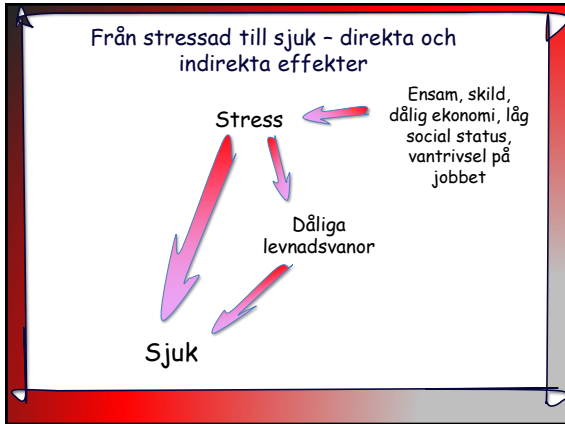 Från stressad till sjuk – direkta och
indirekta effekter
Ensam, skild,
dålig ekonomi, låg
social status,
vantrivsel på
jobbet
Stress
Dåliga
levnadsvanor
Sjuk